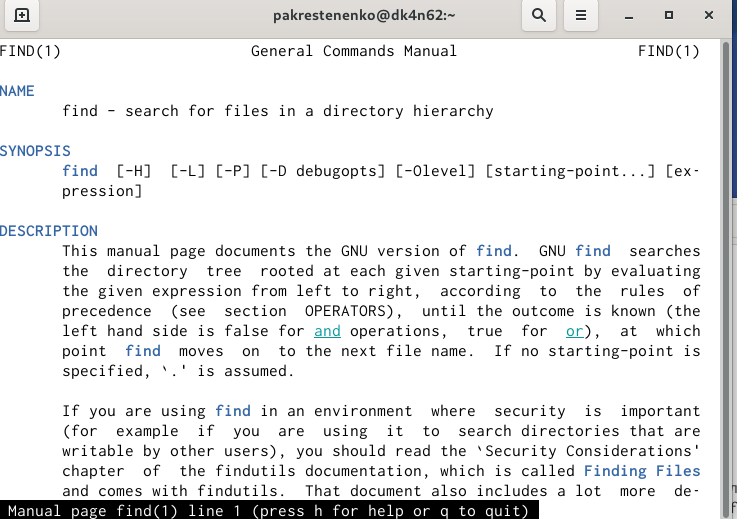 pakrestenenko@dk4n62:~
FIND(1) General Commands Manual FIND(1)
NAME
find - search for files in a directory hierarchy
SYNOPSIS
find [-H] [-L] [-P] [-D debugopts] [-Olevel] [starting-point...] [ex-
pression]
DESCRIPTION
This manual page documents the GNU version of find. GNU find searches
the directory tree rooted at each given starting-point by evaluating
the given expression from left to right, according to the rules of
precedence (see section OPERATORS), until the outcome is known (the
left hand side is false for and operations, true for or), at which
point find moves on to the next file name. If no starting-point is
specified, `.' is assumed.
If you are using find in an environment where security is important
(for example if you are using it to search directories that are
writable by other users), you should read the `Security Considerations'
chapter of the findutils documentation, which is called Finding Files
and comes with findutils. That document also includes a lot more de-
Manual page find(1) line 1 (press h for help or q to quit)